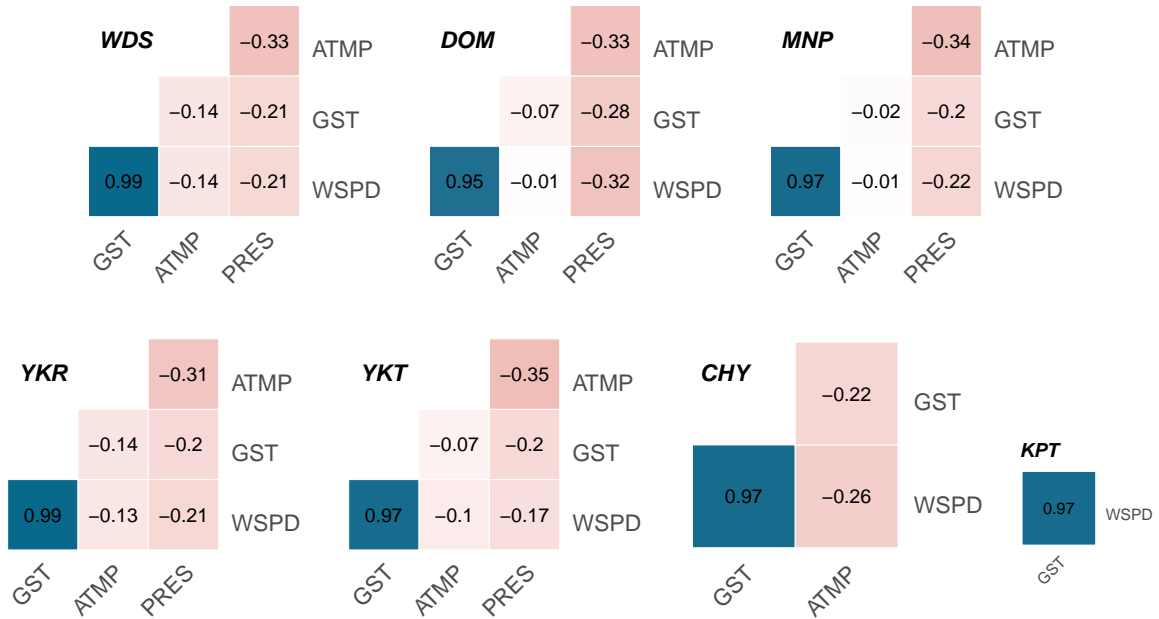 WDS
−0.33 ATMP
−0.14 −0.21 GST
0.99 −0.14 −0.21 WSPD
GST ATMP PRES
DOM
−0.33 ATMP
−0.07 −0.28 GST
0.95 −0.01 −0.32 WSPD
GST ATMP PRES
MNP
−0.34 ATMP
−0.02 −0.2 GST
0.97 −0.01 −0.22 WSPD
GST ATMP PRES
YKR
−0.31 ATMP
−0.14 −0.2 GST
0.99 −0.13 −0.21 WSPD
GST ATMP PRES
YKT
−0.35 ATMP
−0.07 −0.2 GST
0.97 −0.1 −0.17 WSPD
GST ATMP PRES
CHY
−0.22 GST
0.97 −0.26 WSPD
GST ATMP
KPT
0.97 WSPD
GST